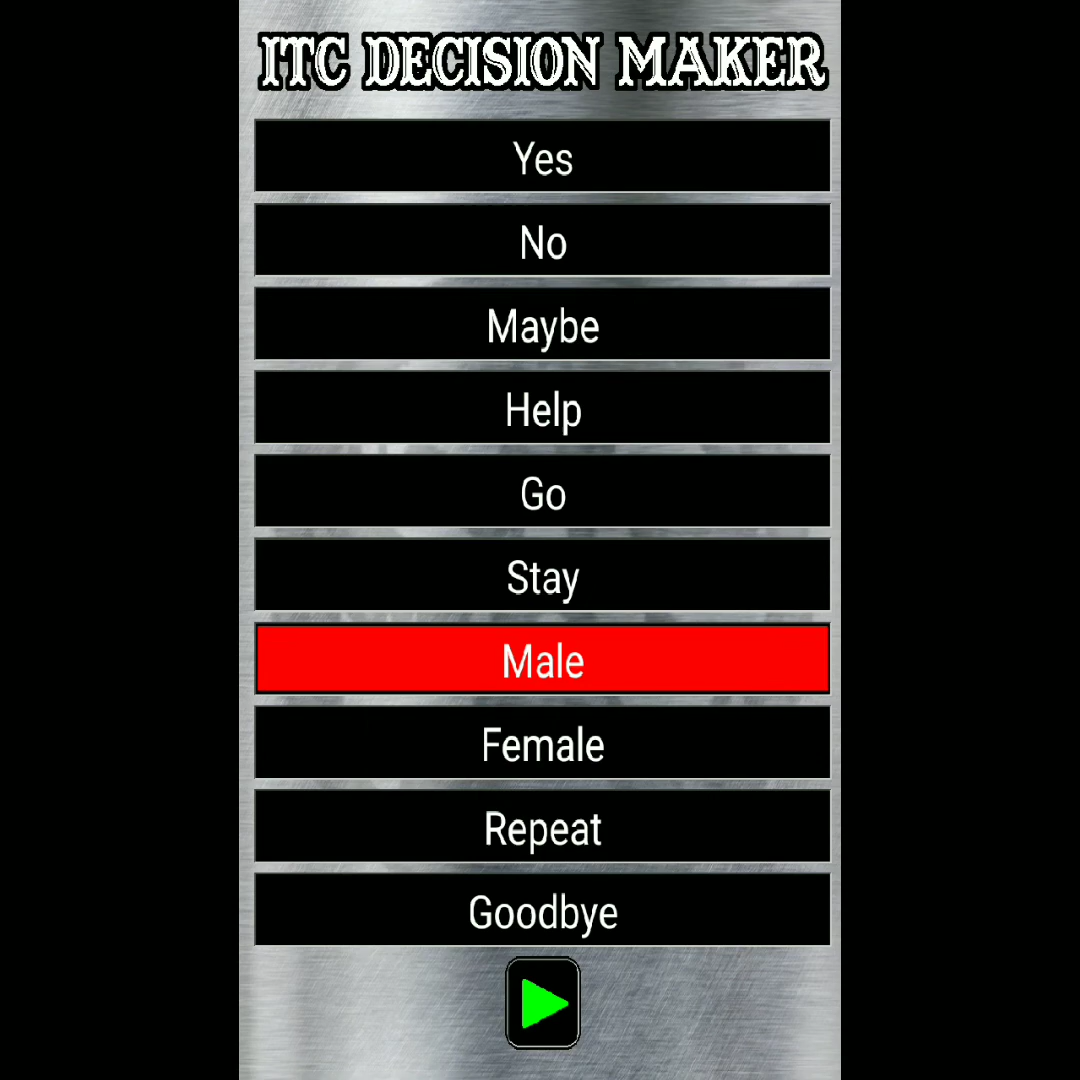 ITC DECISION MAKER
Yes
No
Maybe
Help
Go
Stay
Male
Female
Repeat
Goodbye